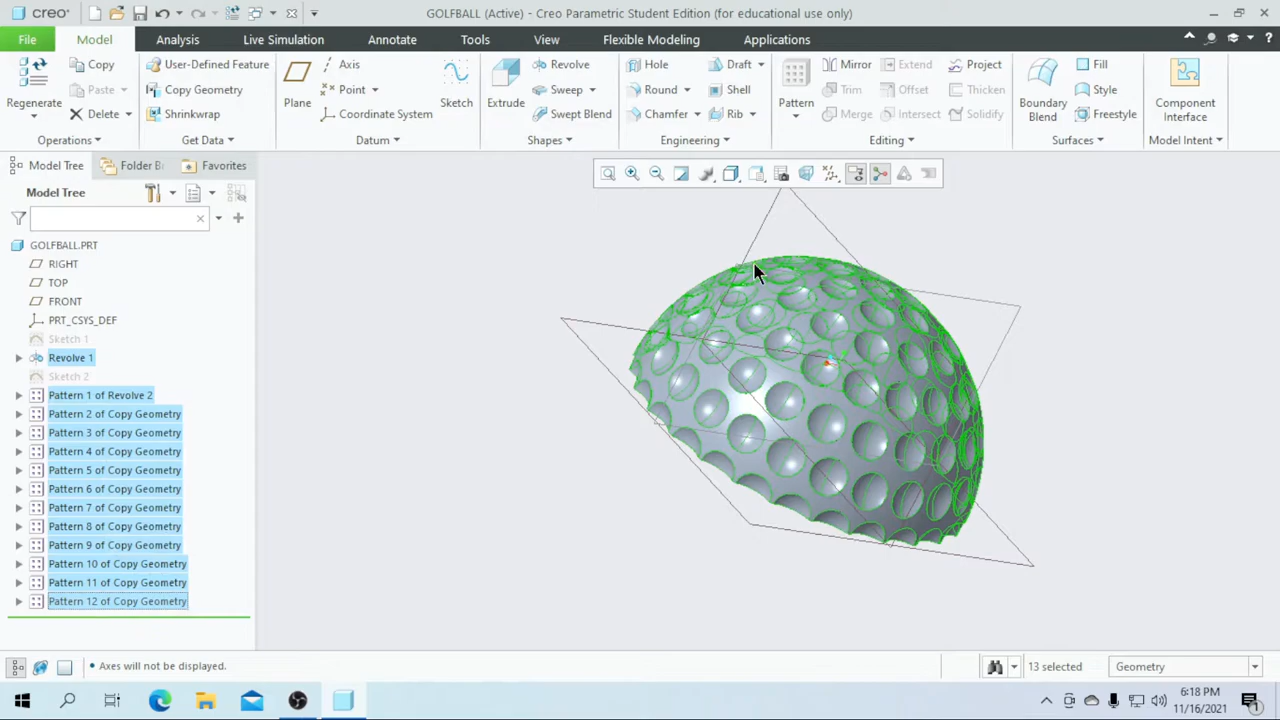 creo
GOLFBALL (Active) - Creo Parametric Student Edition (for educational use only)
File
Model
Analysis
Live Simulation
Annotate
Tools
View
Flexible Modeling
Applications
Regenerate
Copy
Paste
Delete
Operations
User-Defined Feature
Copy Geometry
Shrinkwrap
Get Data
Plane
Axis
Point
Coordinate System
Sketch
Datum
Extrude
Revolve
Sweep
Swept Blend
Shapes
Hole
Round
Chamfer
Draft
Shell
Rib
Engineering
Pattern
Mirror
Trim
Merge
Extend
Offset
Intersect
Project
Thicken
Solidify
Editing
Boundary
Blend
Fill
Style
Freestyle
Surfaces
Component
Interface
Model Intent
Model Tree
Folder B
Favorites
Model Tree
GOLFBALL.PRT
RIGHT
TOP
FRONT
PRT_CSYS_DEF
Sketch 1
Revolve 1
Sketch 2
Pattern 1 of Revolve 2
Pattern 2 of Copy Geometry
Pattern 3 of Copy Geometry
Pattern 4 of Copy Geometry
Pattern 5 of Copy Geometry
Pattern 6 of Copy Geometry
Pattern 7 of Copy Geometry
Pattern 8 of Copy Geometry
Pattern 9 of Copy Geometry
Pattern 10 of Copy Geometry
Pattern 11 of Copy Geometry
Pattern 12 of Copy Geometry
• Axes will not be displayed.
13 selected
Geometry
6:18 PM
11/16/2021